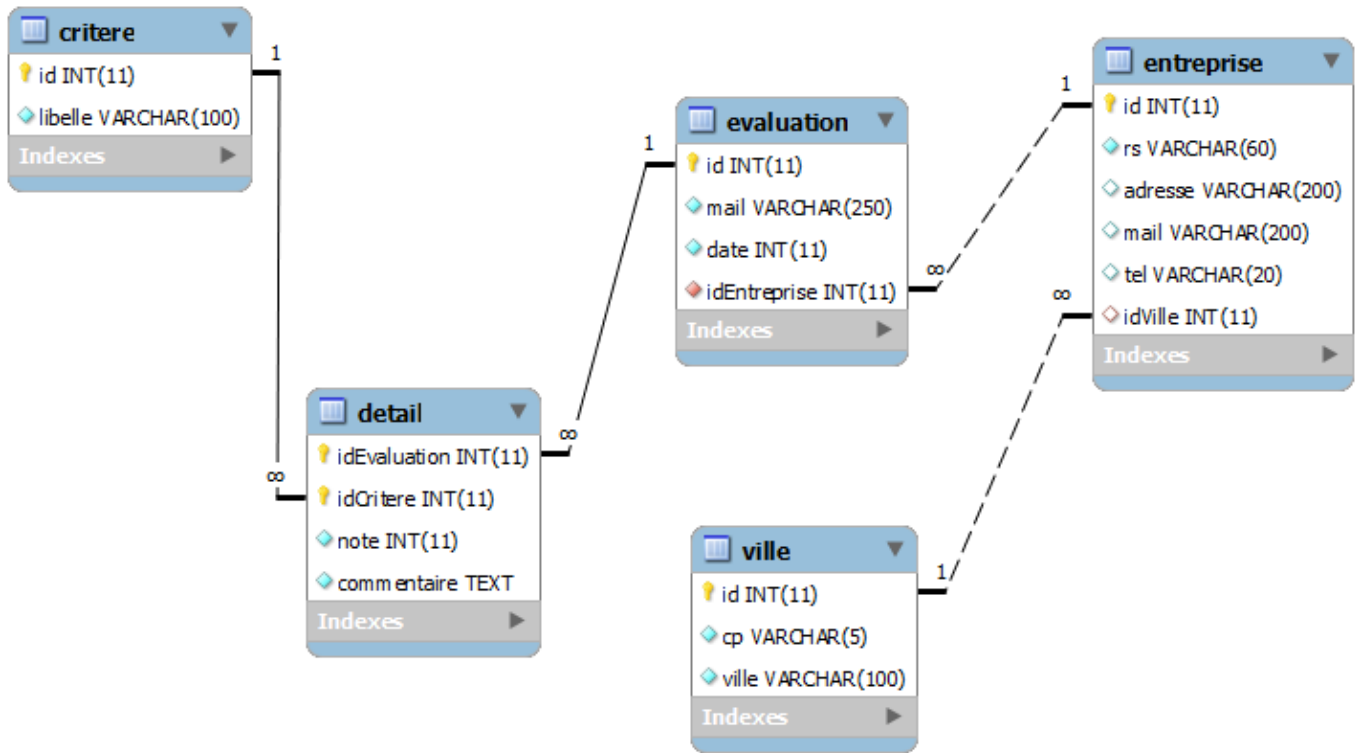 critere
id INT(11)
libelle VARCHAR(100)
Indexes
1
∞
detail
idEvaluation INT(11)
idCritere INT(11)
note INT(11)
commentaire TEXT
Indexes
∞
1
evaluation
id INT(11)
mail VARCHAR(250)
date INT(11)
idEntreprise INT(11)
Indexes
∞
1
entreprise
id INT(11)
rs VARCHAR(60)
adresse VARCHAR(200)
mail VARCHAR(200)
tel VARCHAR(20)
idVille INT(11)
Indexes
∞
1
ville
id INT(11)
cp VARCHAR(5)
ville VARCHAR(100)
Indexes